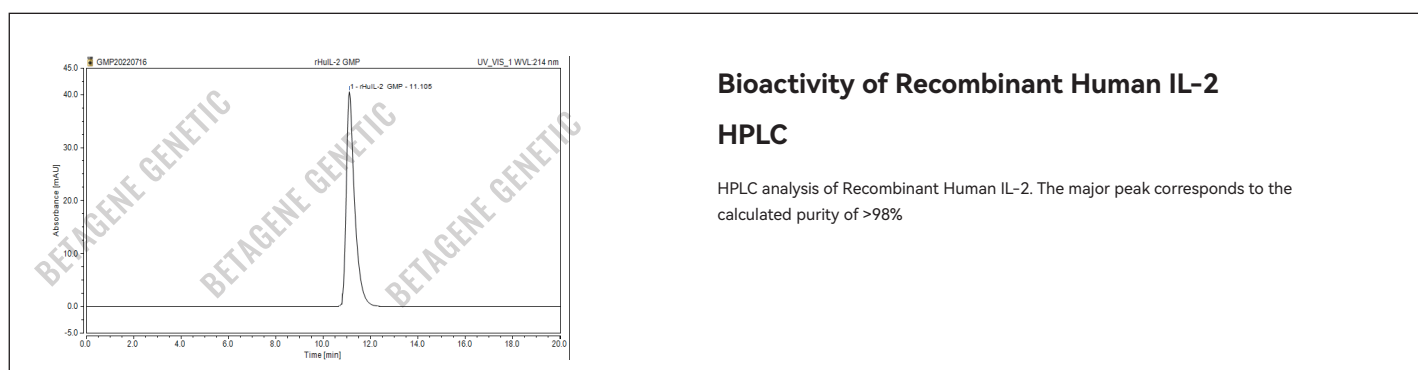 GMP20220716 rHuIL-2 GMP UV_VIS_1 WVL:214 nm
1 - rHuIL-2 GMP - 11.105
45.0
40.0
30.0
20.0
10.0
0.0
-5.0
Absorbance [mAU]
0.0 2.0 4.0 6.0 8.0 10.0 12.0 14.0 16.0 18.0 20.0
Time [min]
BETAGENE GENETIC
BETAGENE GENETIC
BETAGENE GENETIC
Bioactivity of Recombinant Human IL-2
HPLC
HPLC analysis of Recombinant Human IL-2. The major peak corresponds to the
calculated purity of >98%